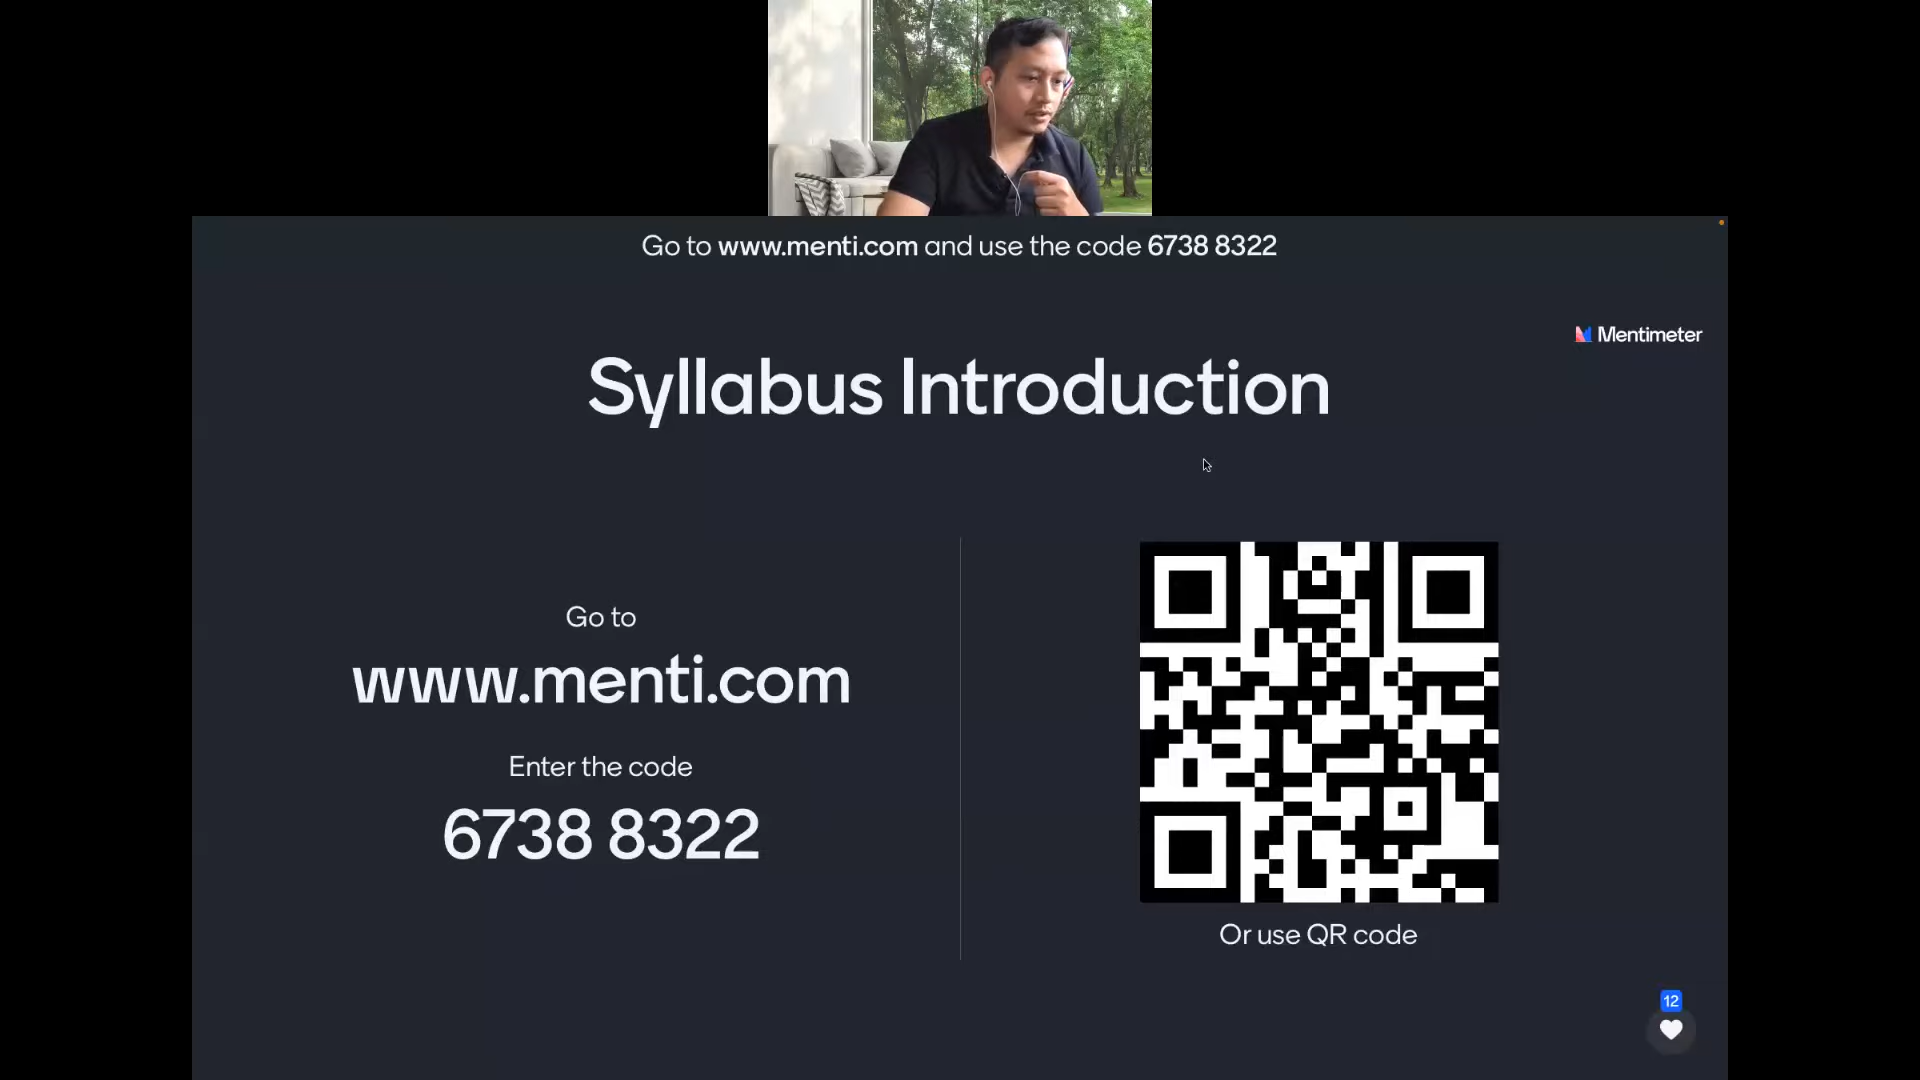 Go to www.menti.com and use the code 6738 8322
Mentimeter
Syllabus Introduction
Go to
www.menti.com
Enter the code
6738 8322
Or use QR code
12